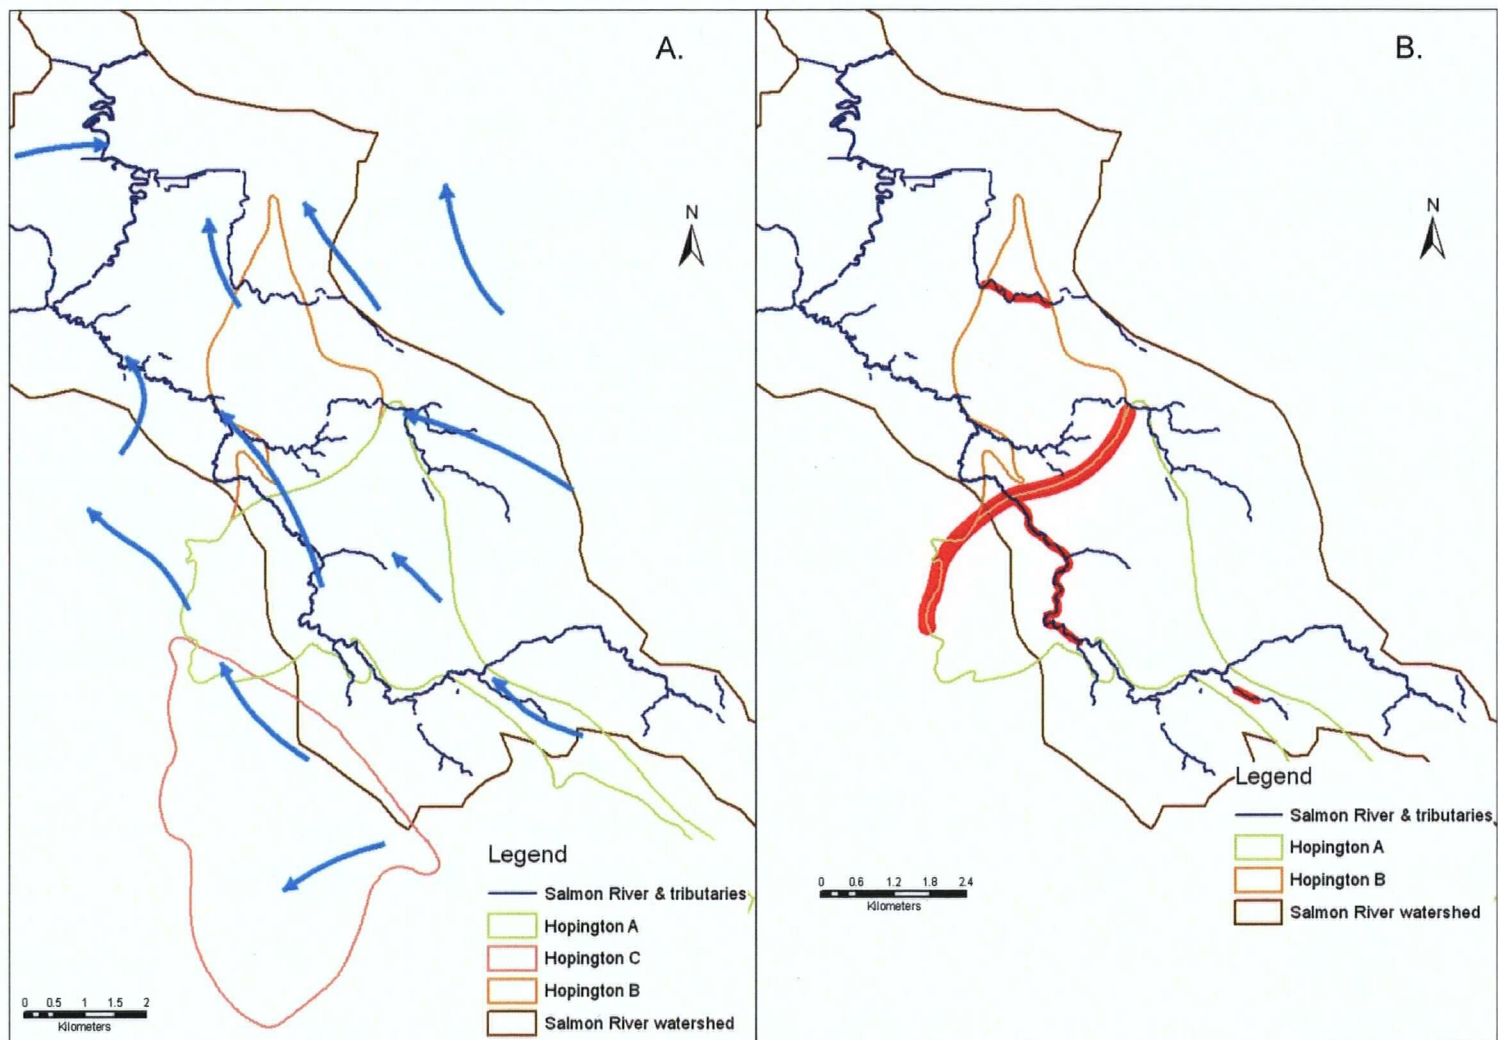 A.
N
Legend
Salmon River & tributaries
Hopington A
Hopington C
Hopington B
Salmon River watershed
0 0.5 1 1.5 2
Kilometers
B.
N
Legend
Salmon River & tributaries
Hopington A
Hopington B
Salmon River watershed
0 0.6 1.2 1.8 2.4
Kilometers